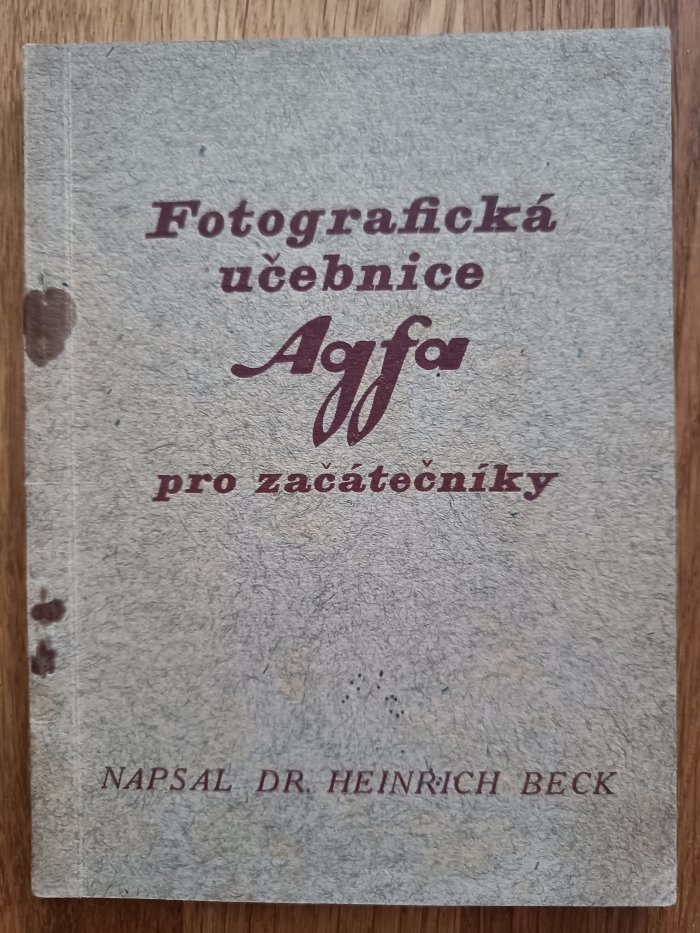 Fotografická
učebnice
Agfa
pro začátečníky
NAPSAL DR. HEINRICH BECK